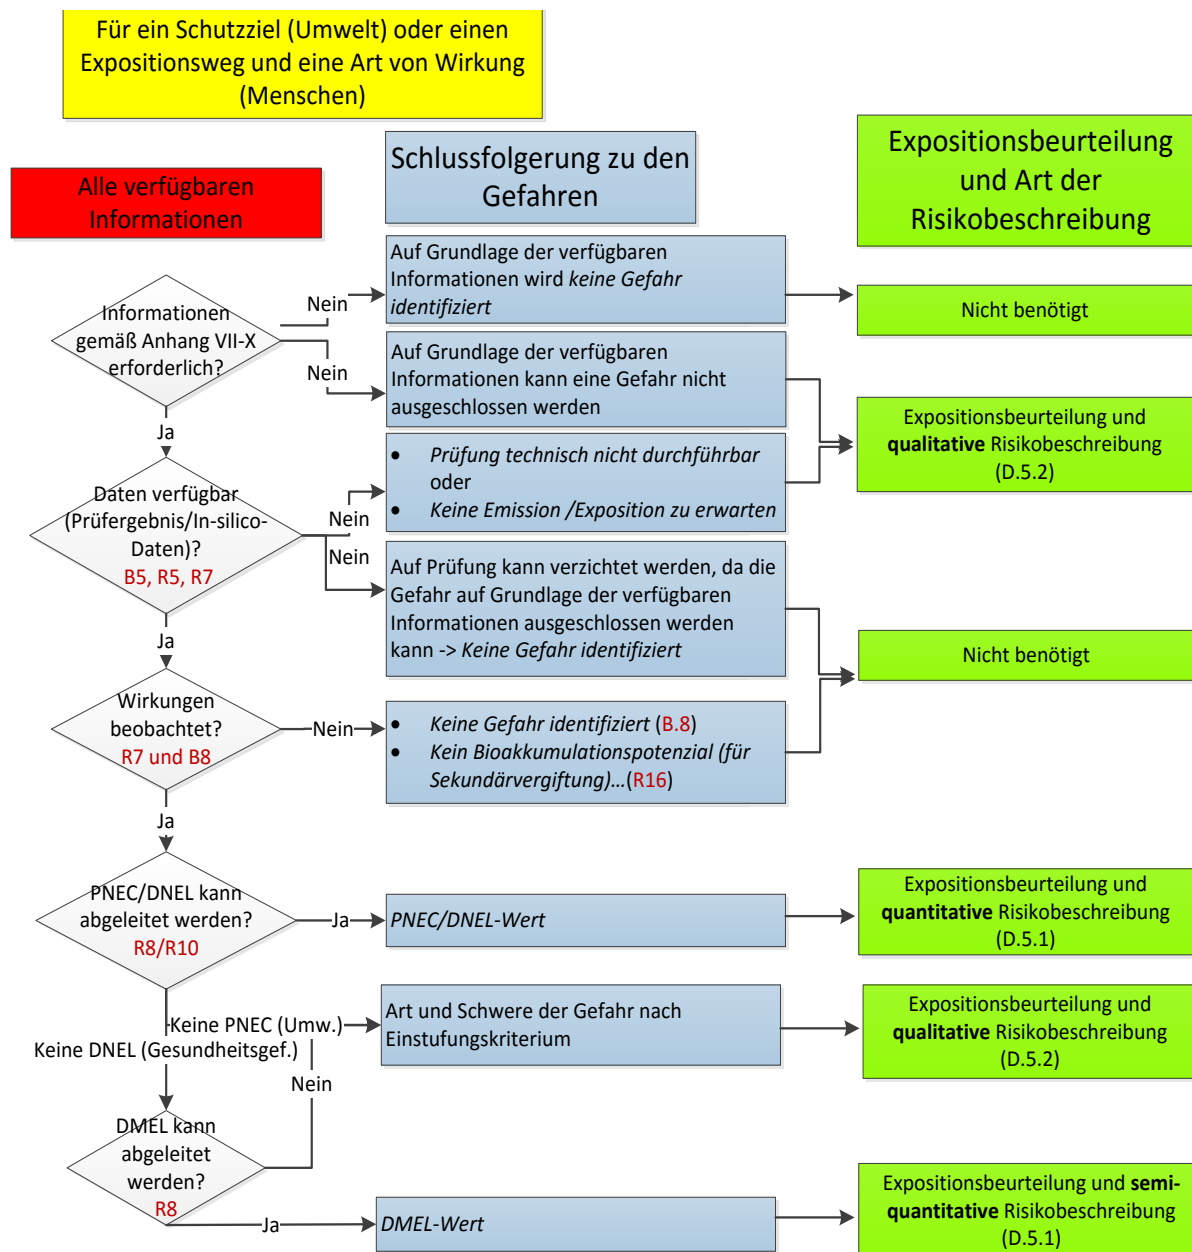 Für ein Schutzziel (Umwelt) oder einen
Expositionsweg und eine Art von Wirkung
(Menschen)
Alle verfügbaren
Informationen
Schlussfolgerung zu den
Gefahren
Expositionsbeurteilung
und Art der
Risikobeschreibung
Informationen
gemäß Anhang VII-X
erforderlich?
Nein
Auf Grundlage der verfügbaren
Informationen wird keine Gefahr
identifiziert
Nicht benötigt
Nein
Auf Grundlage der verfügbaren
Informationen kann eine Gefahr nicht
ausgeschlossen werden
Expositionsbeurteilung und
qualitative Risikobeschreibung
(D.5.2)
Ja
Daten verfügbar
(Prüfergebnis/In-silico-
Daten)?
B5, R5, R7
Nein
• Prüfung technisch nicht durchführbar
oder
• Keine Emission /Exposition zu erwarten
Nein
Auf Prüfung kann verzichtet werden, da die
Gefahr auf Grundlage der verfügbaren
Informationen ausgeschlossen werden
kann -> Keine Gefahr identifiziert
Nicht benötigt
Ja
Wirkungen
beobachtet?
R7 und B8
Nein
• Keine Gefahr identifiziert (B.8)
• Kein Bioakkumulationspotenzial (für
Sekundärvergiftung)...(R16)
Ja
PNEC/DNEL kann
abgeleitet werden?
R8/R10
Ja
PNEC/DNEL-Wert
Expositionsbeurteilung und
quantitative Risikobeschreibung
(D.5.1)
Keine PNEC (Umw.)
Keine DNEL (Gesundheitsgef.)
Nein
Art und Schwere der Gefahr nach
Einstufungskriterium
Expositionsbeurteilung und
qualitative Risikobeschreibung
(D.5.2)
DMEL kann
abgeleitet
werden?
R8
Ja
DMEL-Wert
Expositionsbeurteilung und semi-
quantitative Risikobeschreibung
(D.5.1)